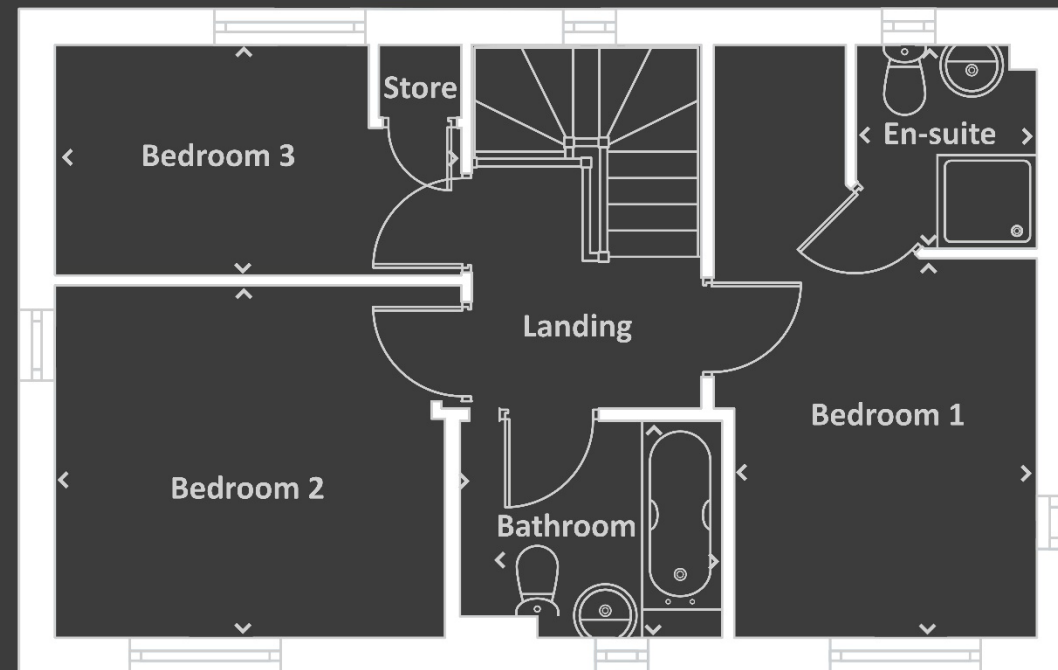 Store
En-suite
Bedroom 3
Landing
Bedroom 1
Bedroom 2
Bathroom